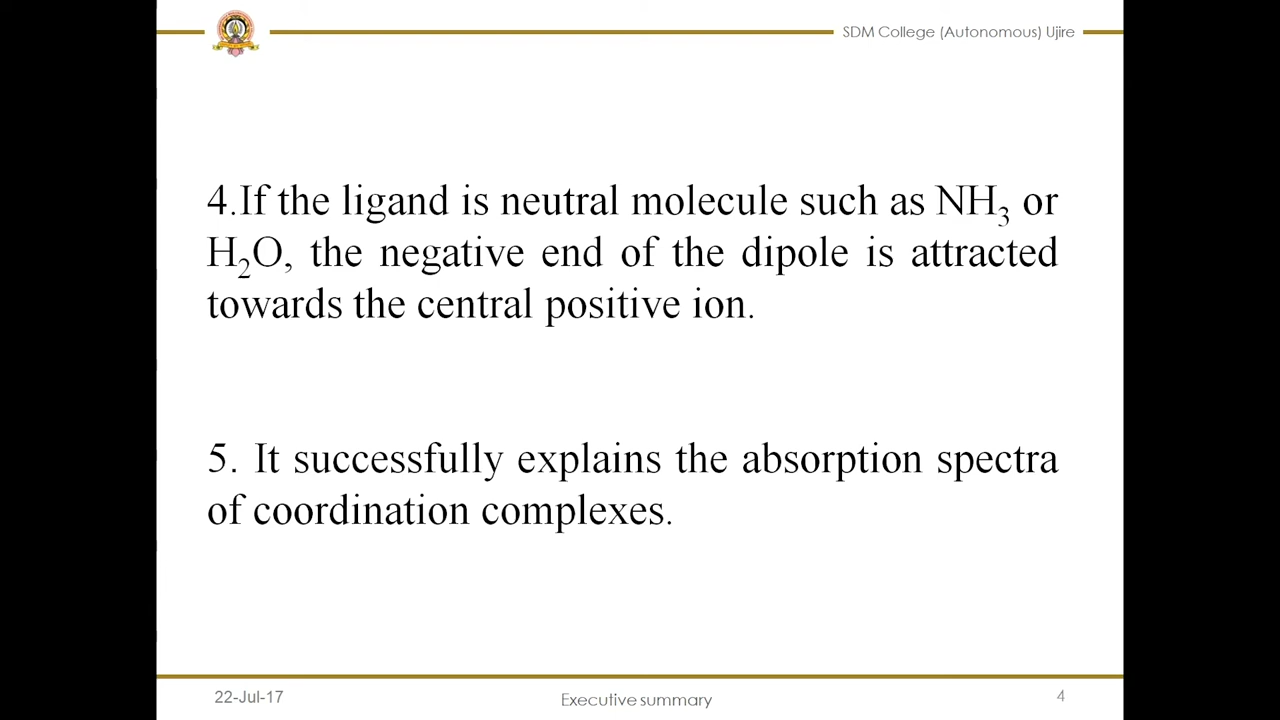 SDM College (Autonomous) Ujire
4.If the ligand is neutral molecule such as NH₃ or
H₂O, the negative end of the dipole is attracted
towards the central positive ion.
5. It successfully explains the absorption spectra
of coordination complexes.
22-Jul-17
Executive summary
4